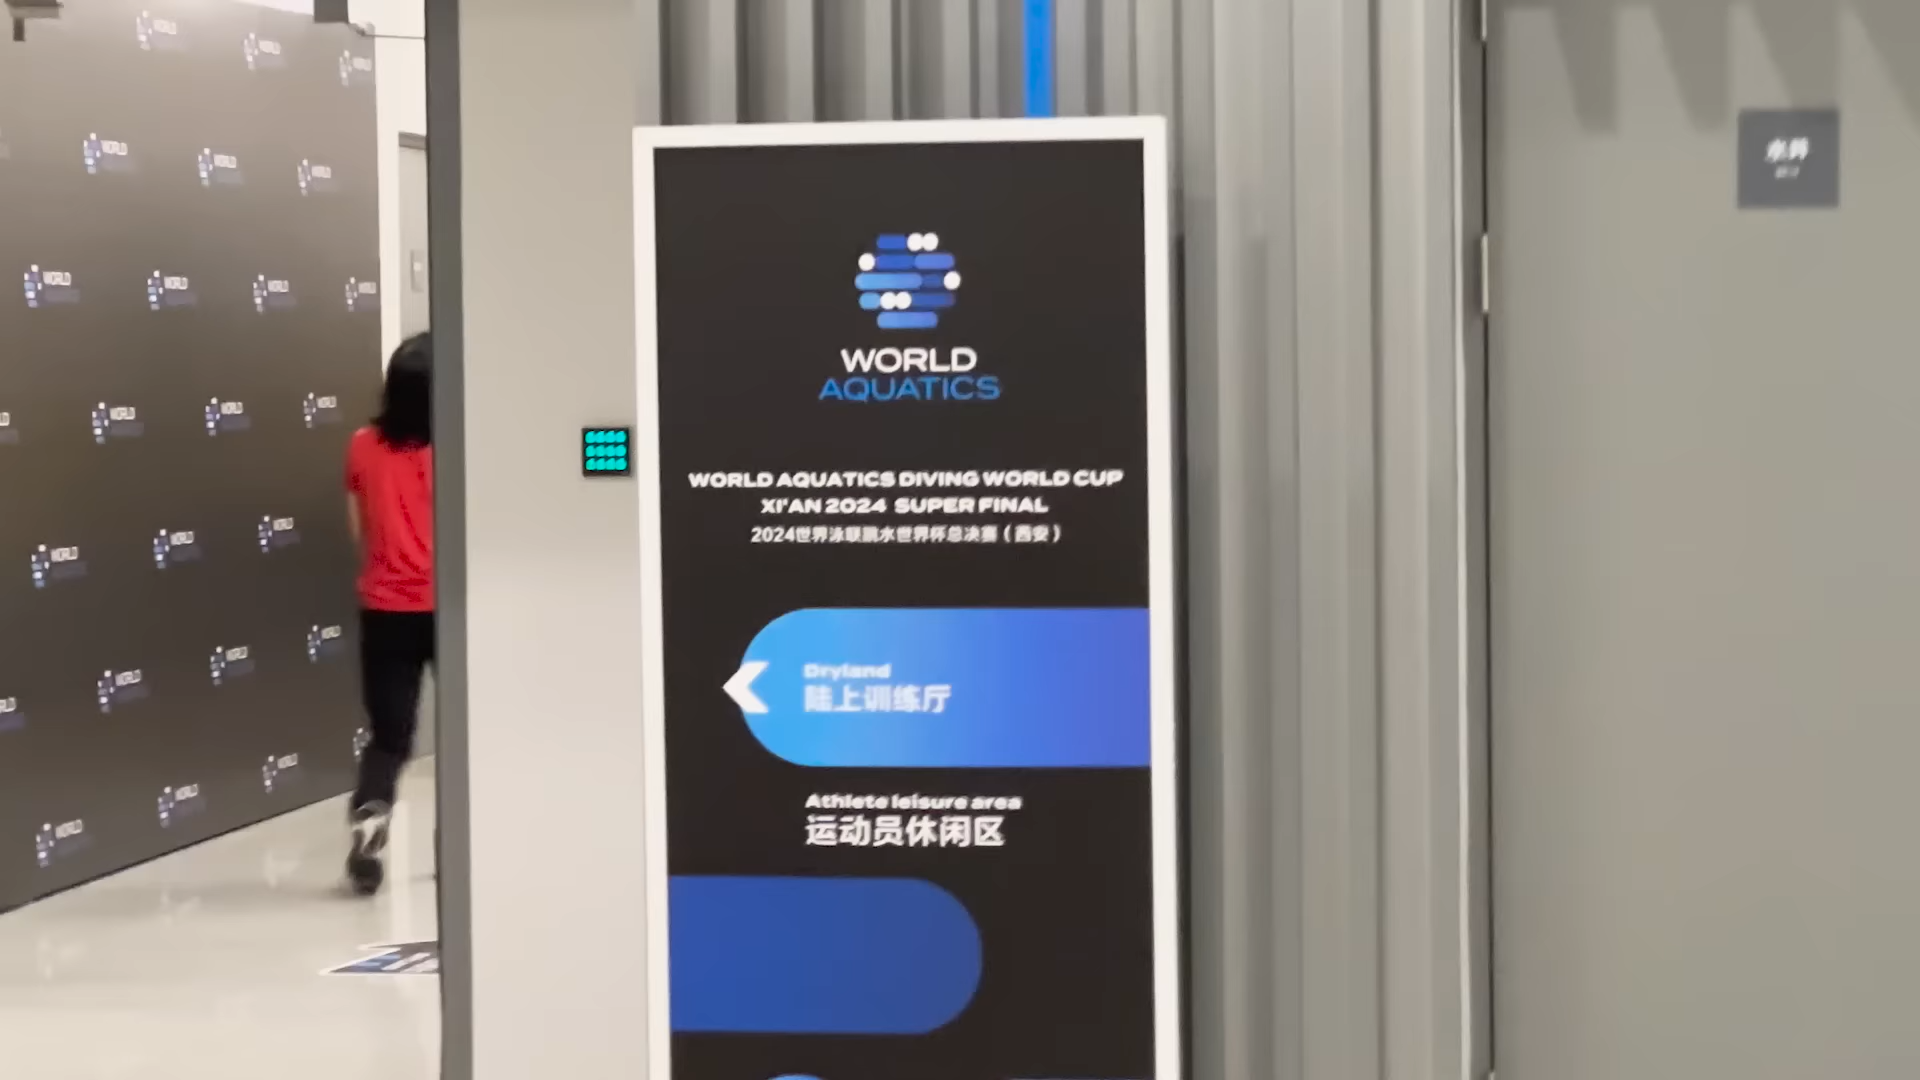 WORLD
AQUATICS
WORLD AQUATICS DIVING WORLD CUP
XI'AN 2024 SUPER FINAL
2024世界泳联跳水世界杯总决赛（西安）
Dryland
陆上训练厅
Athlete leisure area
运动员休闲区